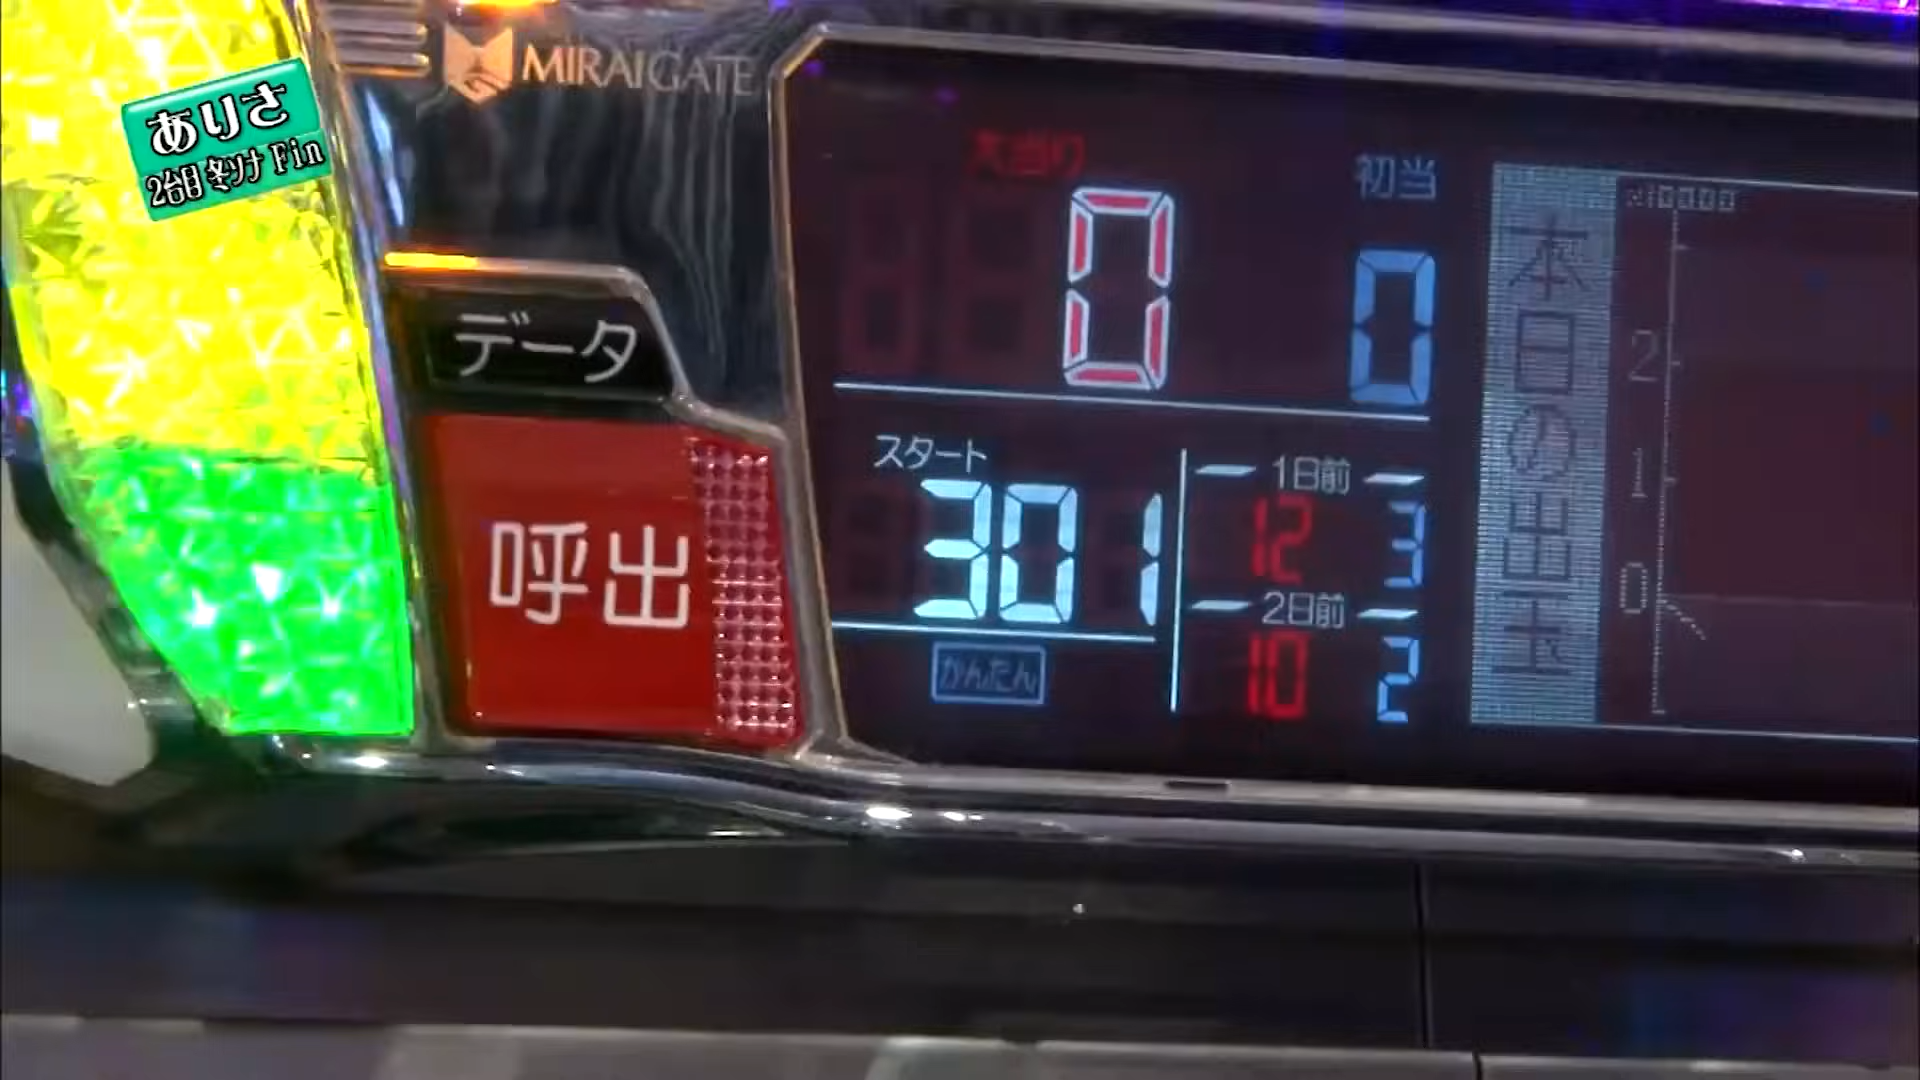 MIRAIGATE
ありさ
2台目 冬ソナ Fin
大当り
初当
0
0
データ
呼出
スタート
301
かんたん
1日前
12
3
2日前
10
2
本日の出玉
2
1
0